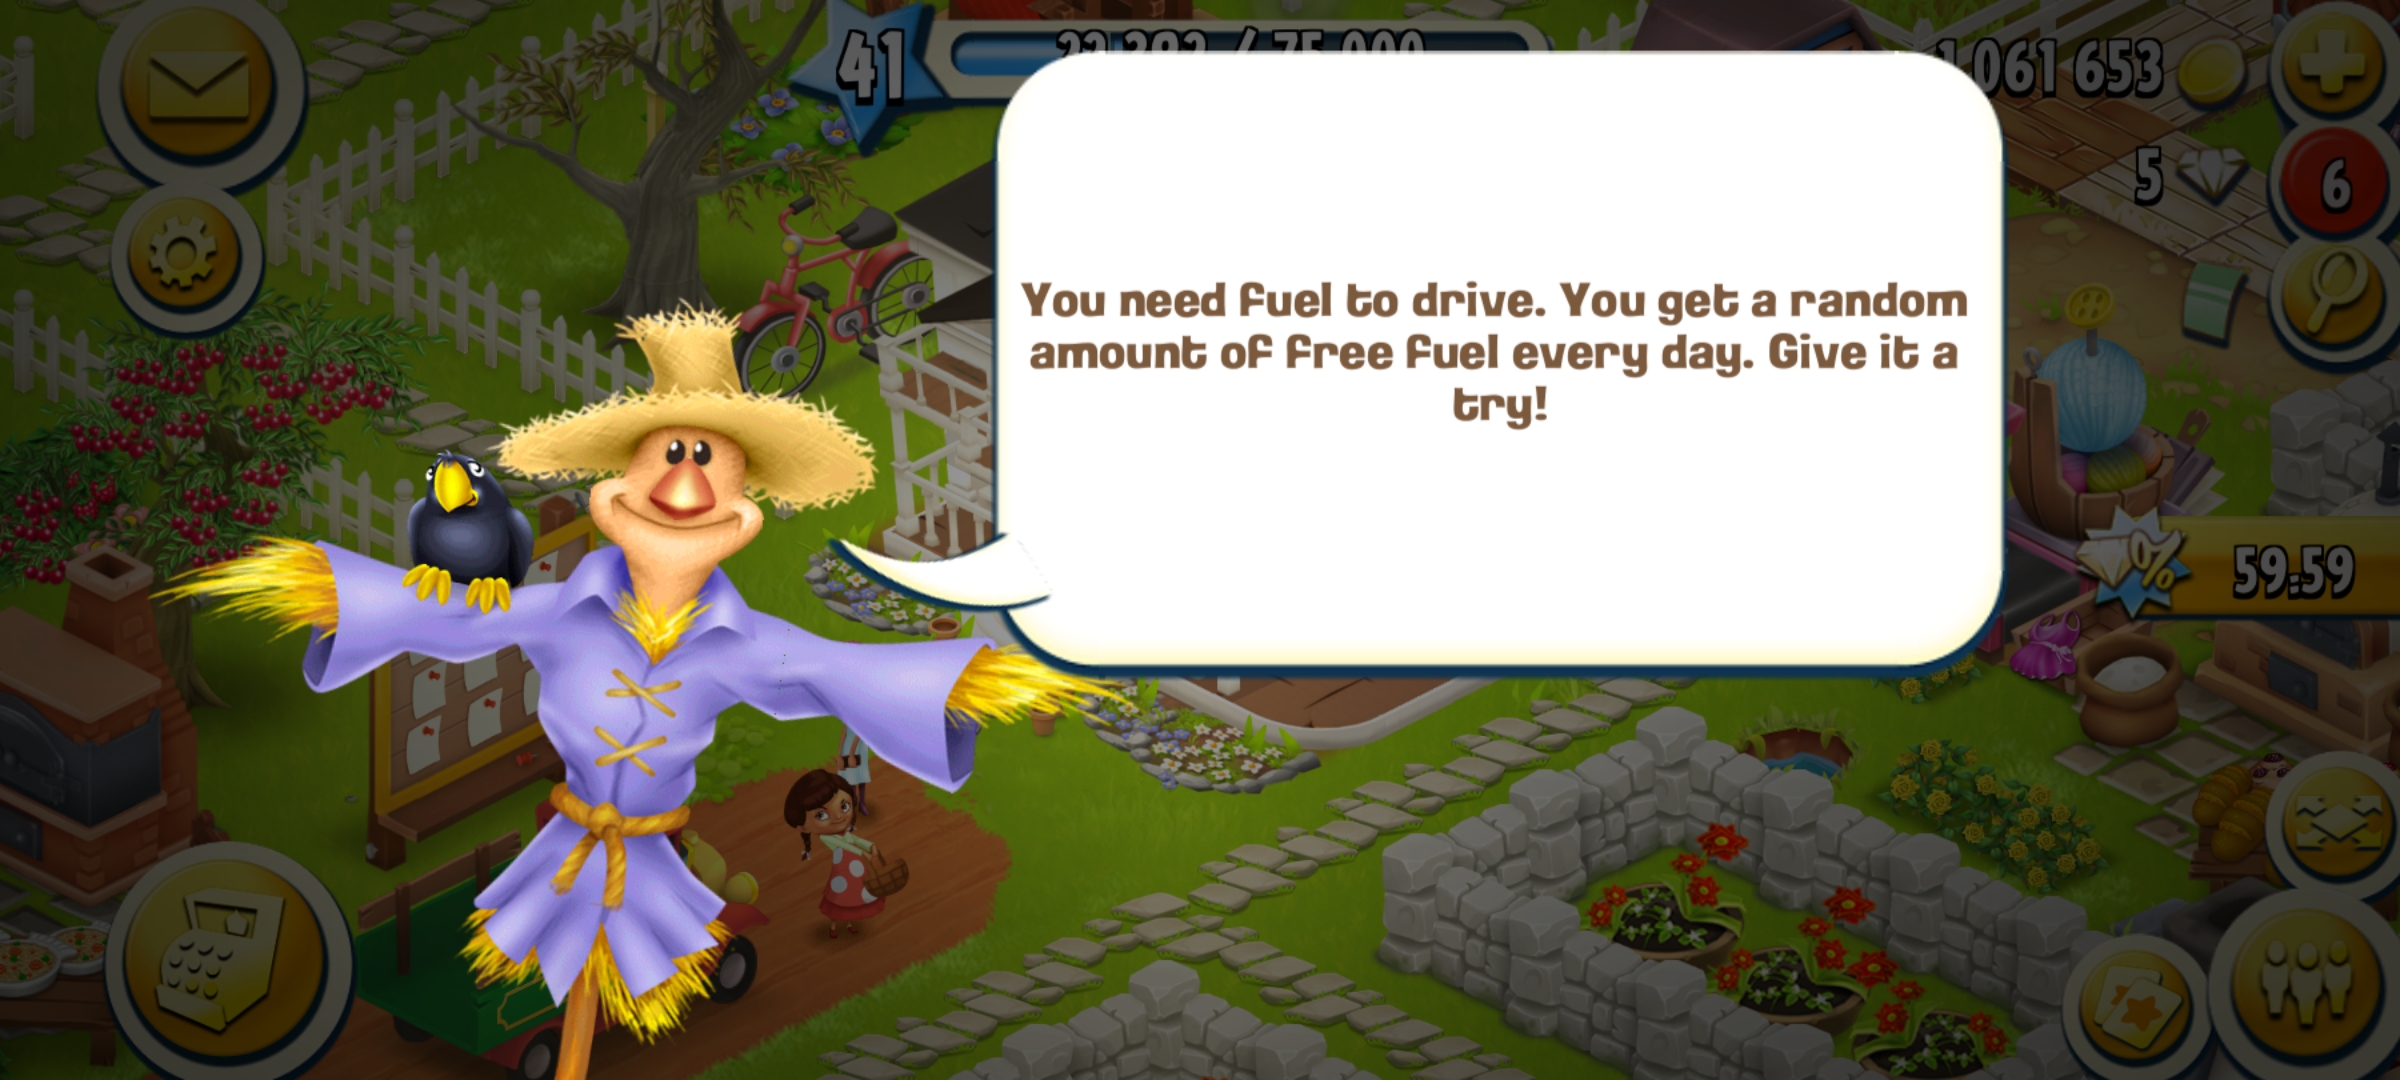 41
1 061 653
5
6
You need fuel to drive. You get a random
amount of free fuel every day. Give it a
try!
%
59:59